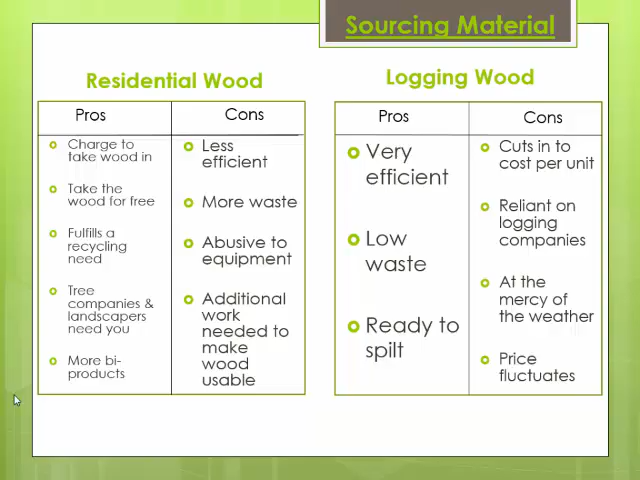 Sourcing Material
Residential Wood
Pros
Cons
Charge to
take wood in
Take the
wood for free
Fulfills a
recycling
need
Tree
companies &
landscapers
need you
More bi-
products
Less
efficient
More waste
Abusive to
equipment
Additional
work
needed to
make
wood
usable
Logging Wood
Pros
Cons
Very
efficient
Low
waste
Ready to
spilt
Cuts in to
cost per unit
Reliant on
logging
companies
At the
mercy of
the weather
Price
fluctuates